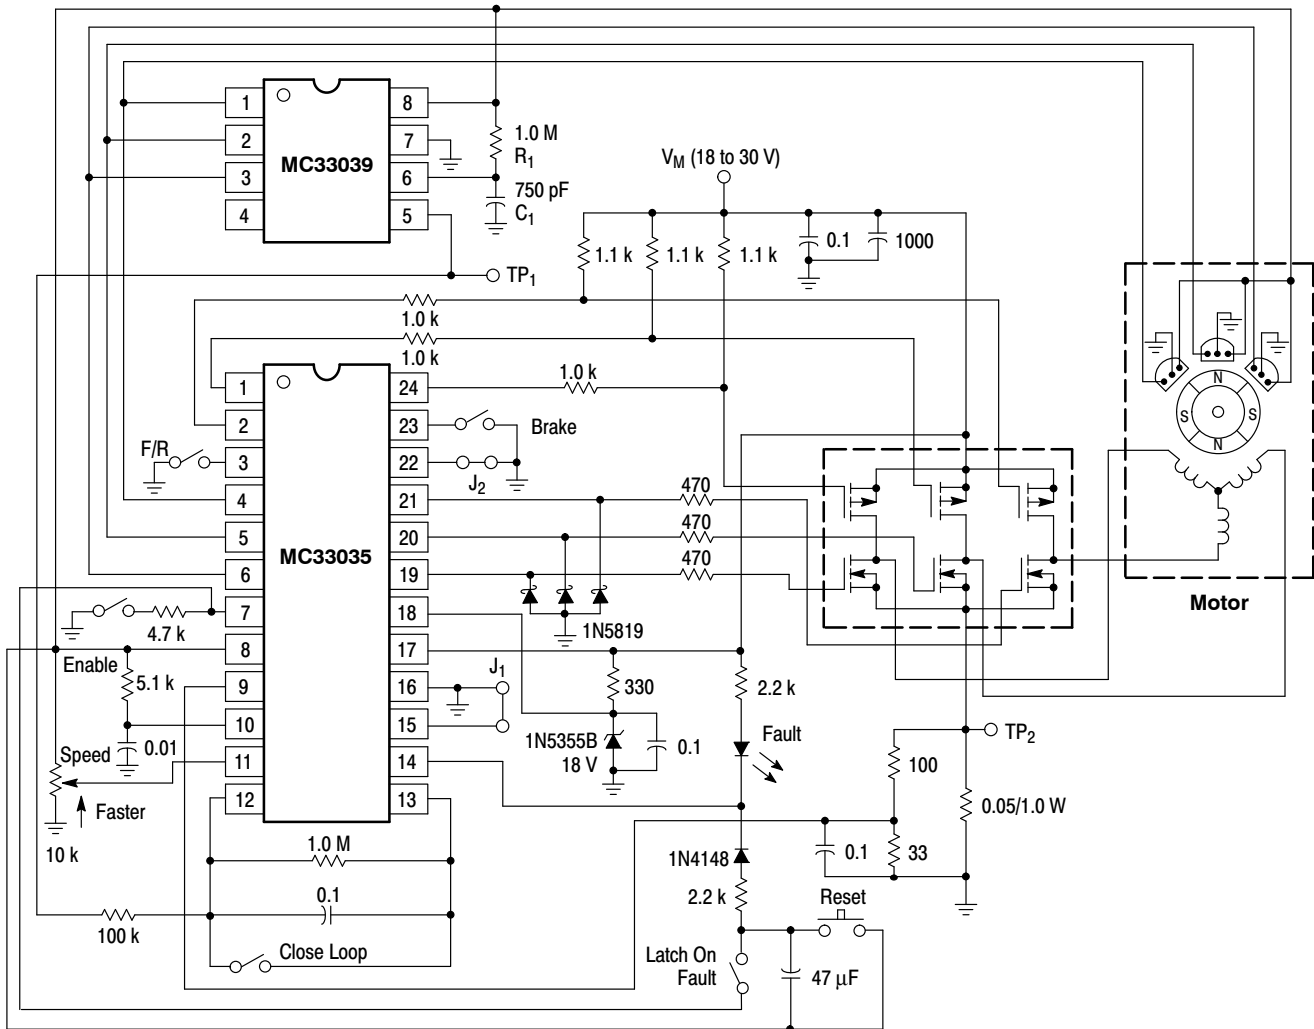 1
2
3
4
MC33039
8
7
6
5
1.0 M
R1
750 pF
C1
VM (18 to 30 V)
1.1 k
1.1 k
1.1 k
0.1
1000
TP1
1.0 k
1.0 k
1.0 k
N
S
S
N
Motor
1
2
3
4
5
6
7
8
9
10
11
12
MC33035
24
23
22
21
20
19
18
17
16
15
14
13
F/R
Brake
J2
470
470
470
1N5819
4.7 k
Enable
5.1 k
0.01
Speed
Faster
10 k
J1
330
1N5355B
18 V
0.1
2.2 k
Fault
TP2
100
0.05/1.0 W
33
0.1
1.0 M
0.1
100 k
Close Loop
1N4148
2.2 k
Reset
Latch On
Fault
47 μF